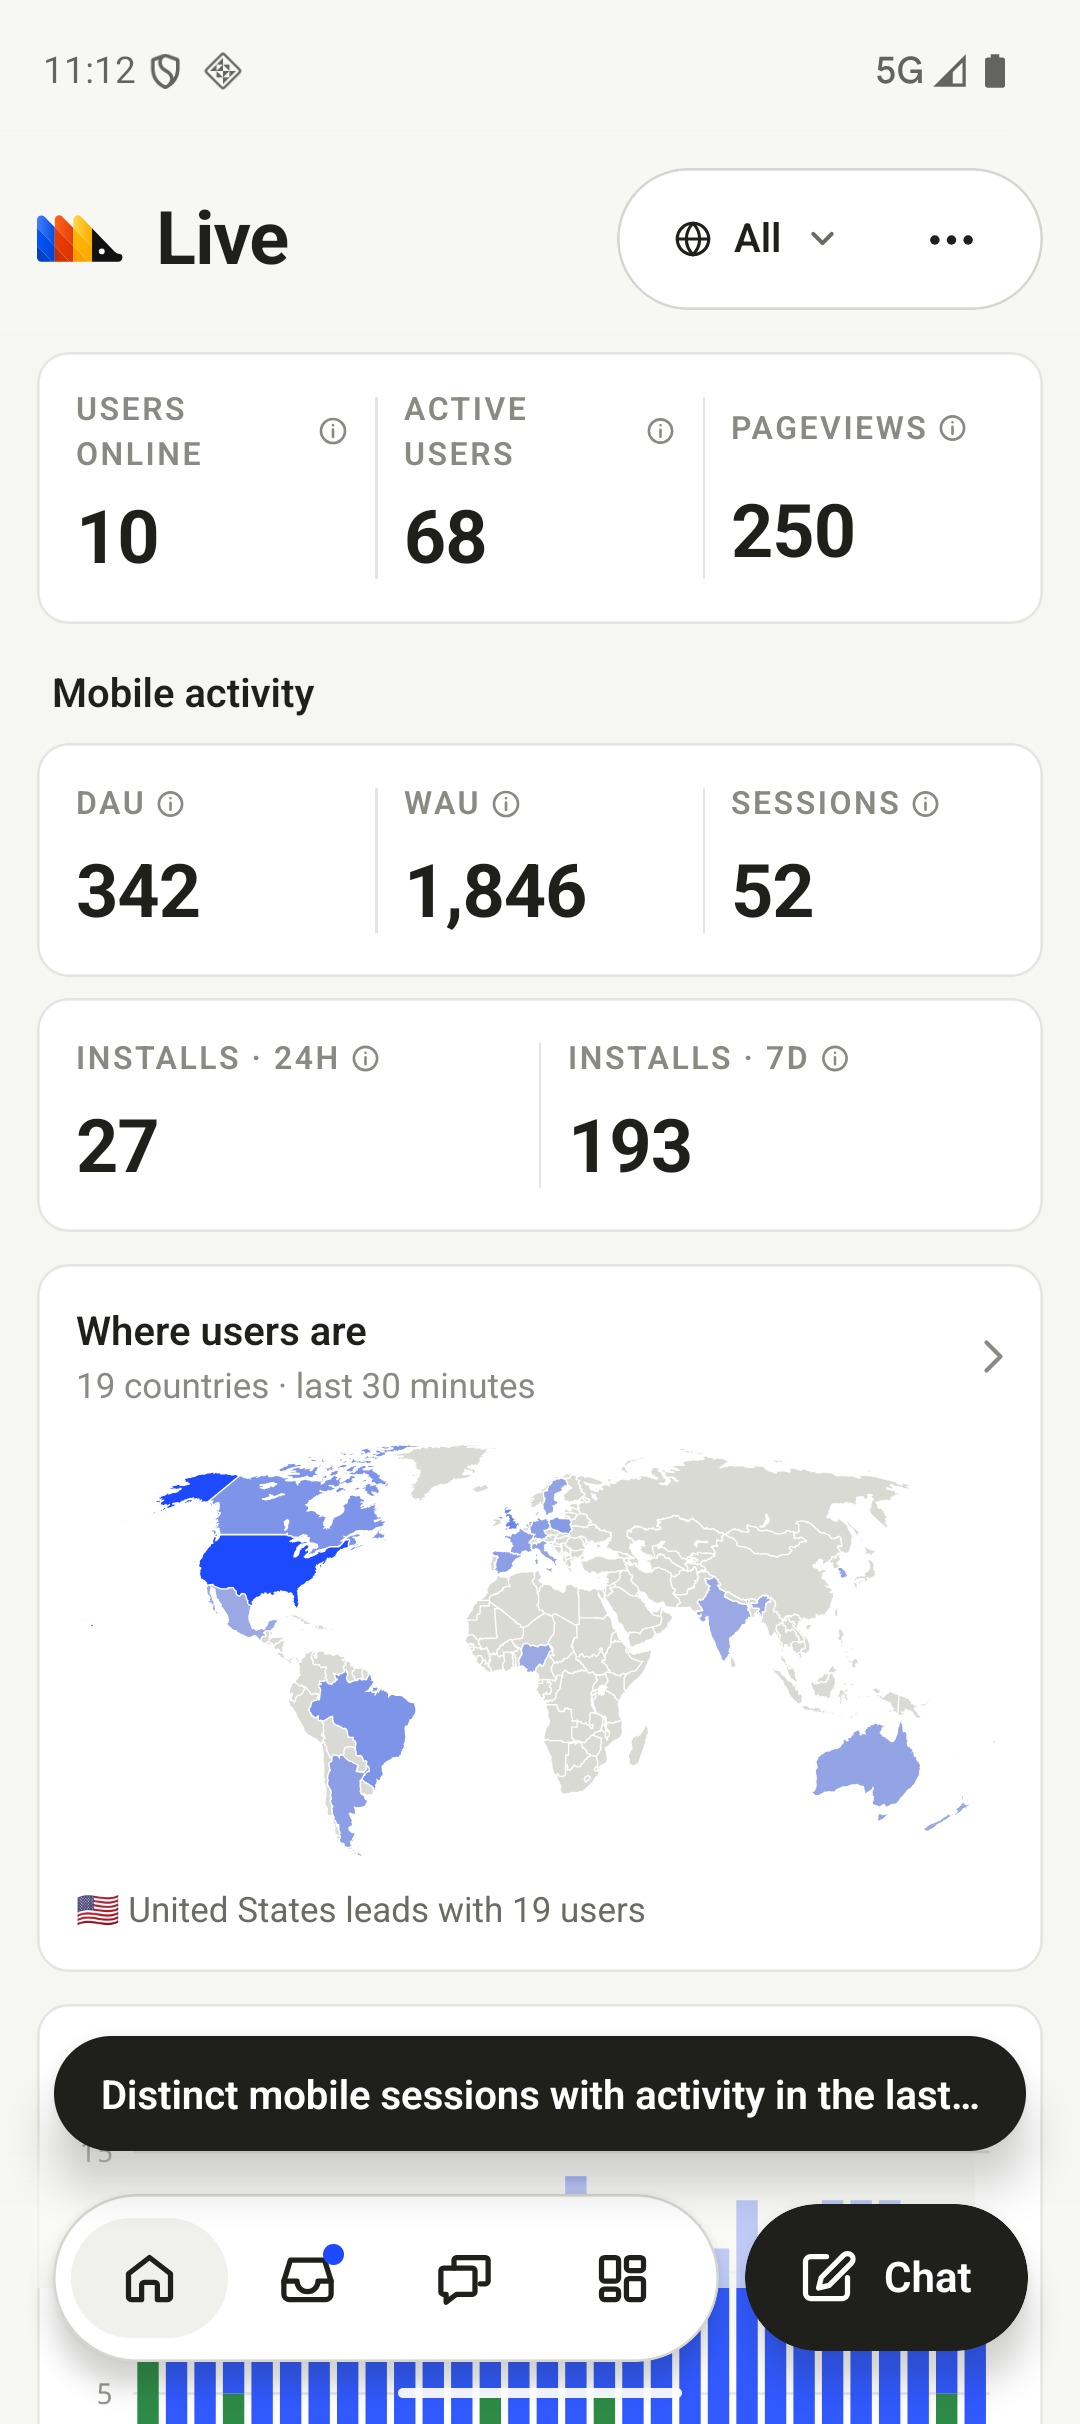 11:12
5G
Live
All
USERS ONLINE
10
ACTIVE USERS
68
PAGEVIEWS
250
Mobile activity
DAU
342
WAU
1,846
SESSIONS
52
INSTALLS · 24H
27
INSTALLS · 7D
193
Where users are
19 countries · last 30 minutes
United States leads with 19 users
Distinct mobile sessions with activity in the last…
15
Chat
5